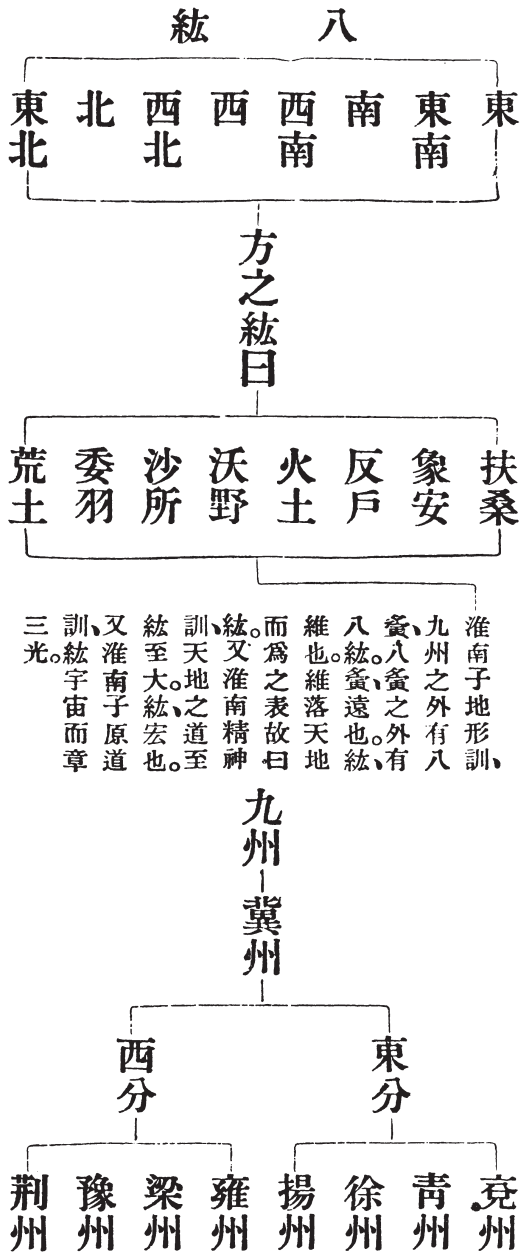 八紘
東
東南
南
西南
西
西北
北
東北
方之紘曰
扶桑
象安
反戶
火土
沃野
沙所
委羽
荒土
淮南子地形訓、
九州之外有八
夤、八夤之外有
八紘。夤、遠也。紘、
維也。維落天地
而爲之表故曰
紘。又淮南精神
訓、天地之道至
紘至大。紘、宏也。
又淮南子原道
訓、紘宇宙而章
三光。
九州
冀州
東分
西分
兗州
青州
徐州
揚州
雍州
梁州
豫州
荆州